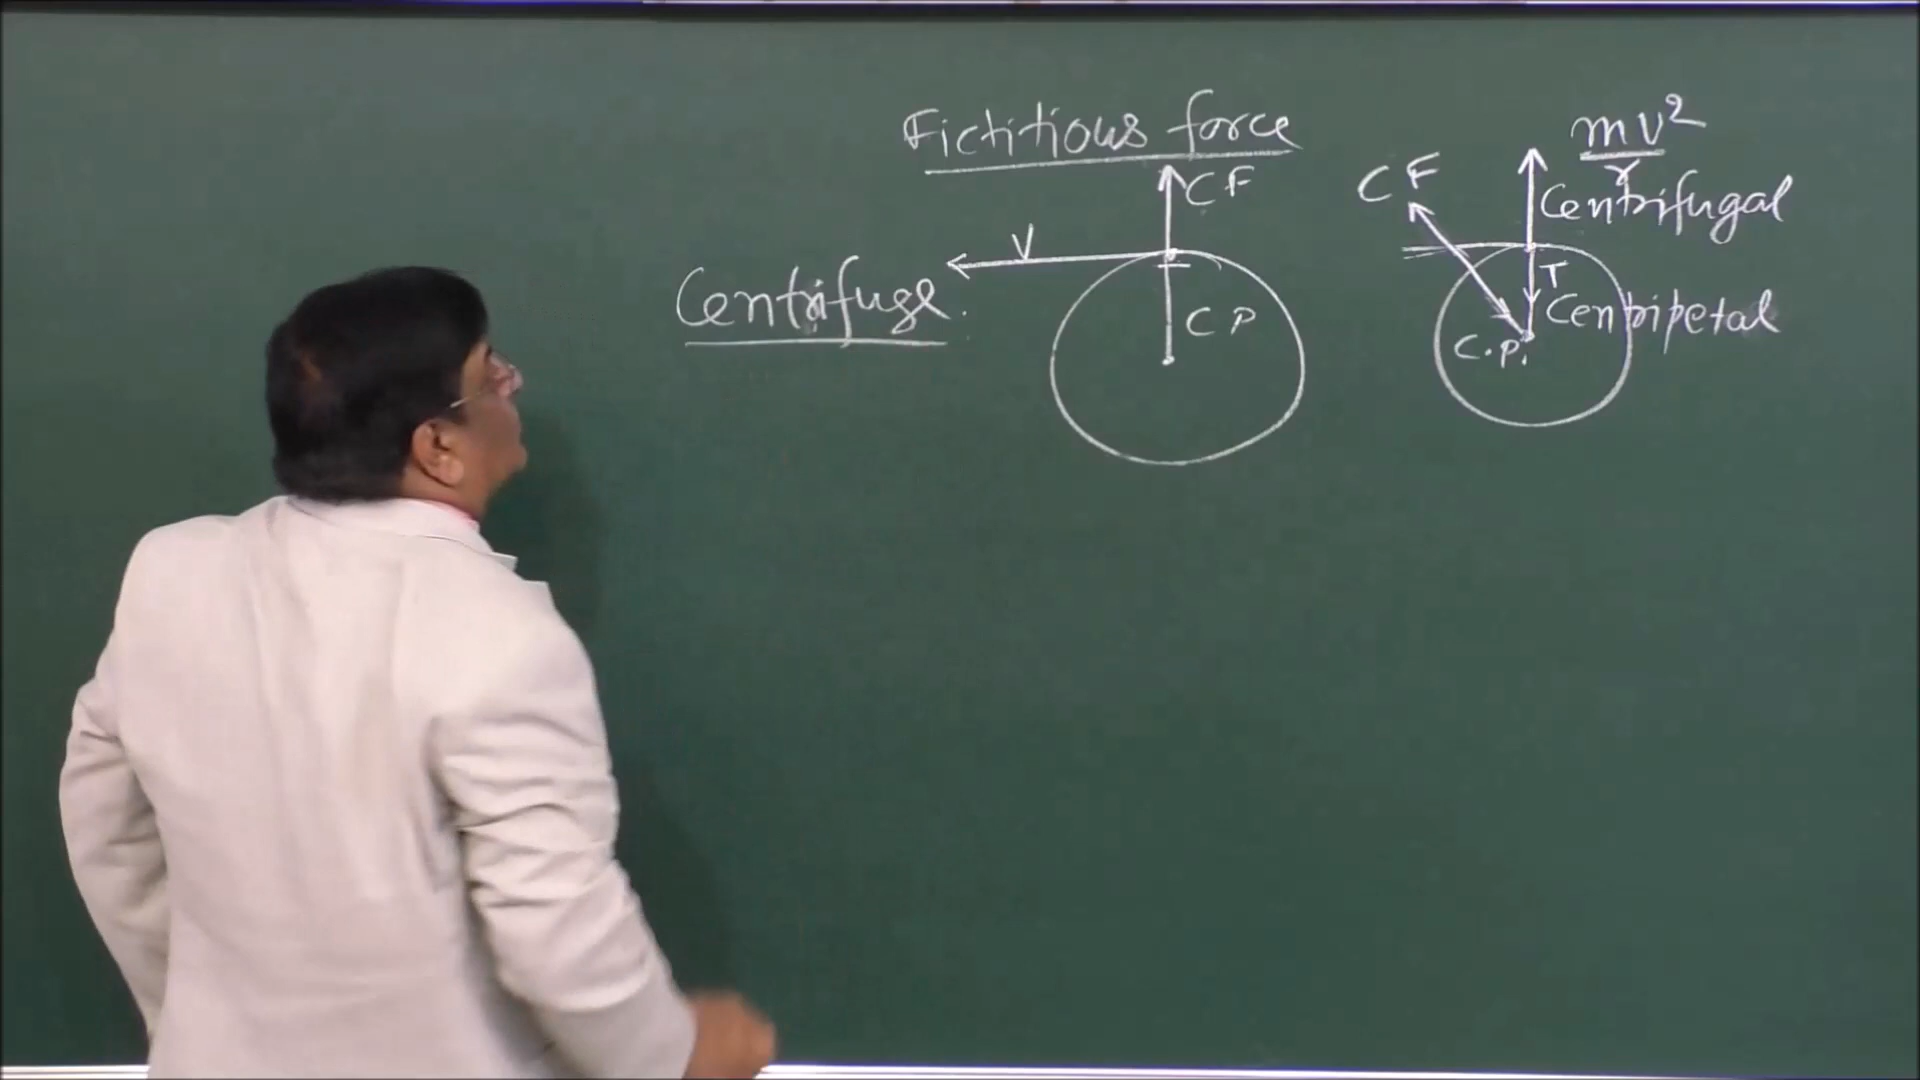 Fictitious force
CF
V
Centrifuge.
CP
mv²
r
CF
Centrifugal
T
Centripetal
C.P.